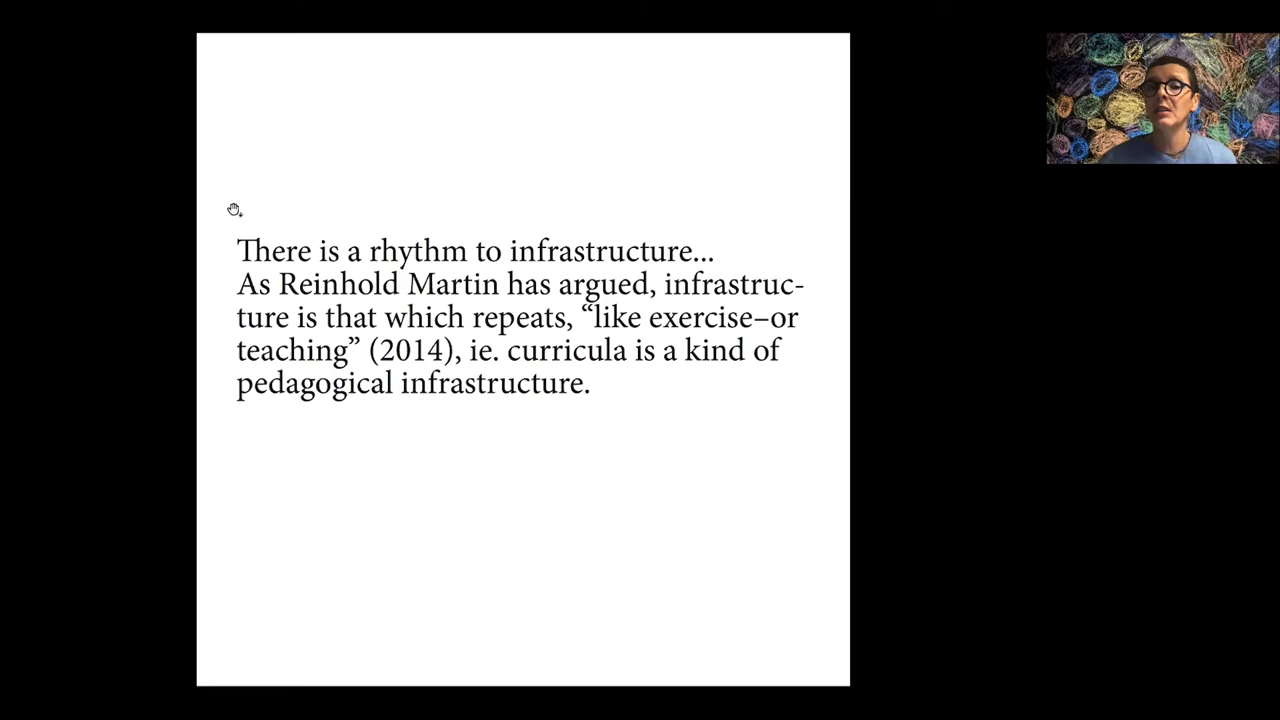 There is a rhythm to infrastructure...
As Reinhold Martin has argued, infrastruc-
ture is that which repeats, “like exercise–or
teaching” (2014), ie. curricula is a kind of
pedagogical infrastructure.